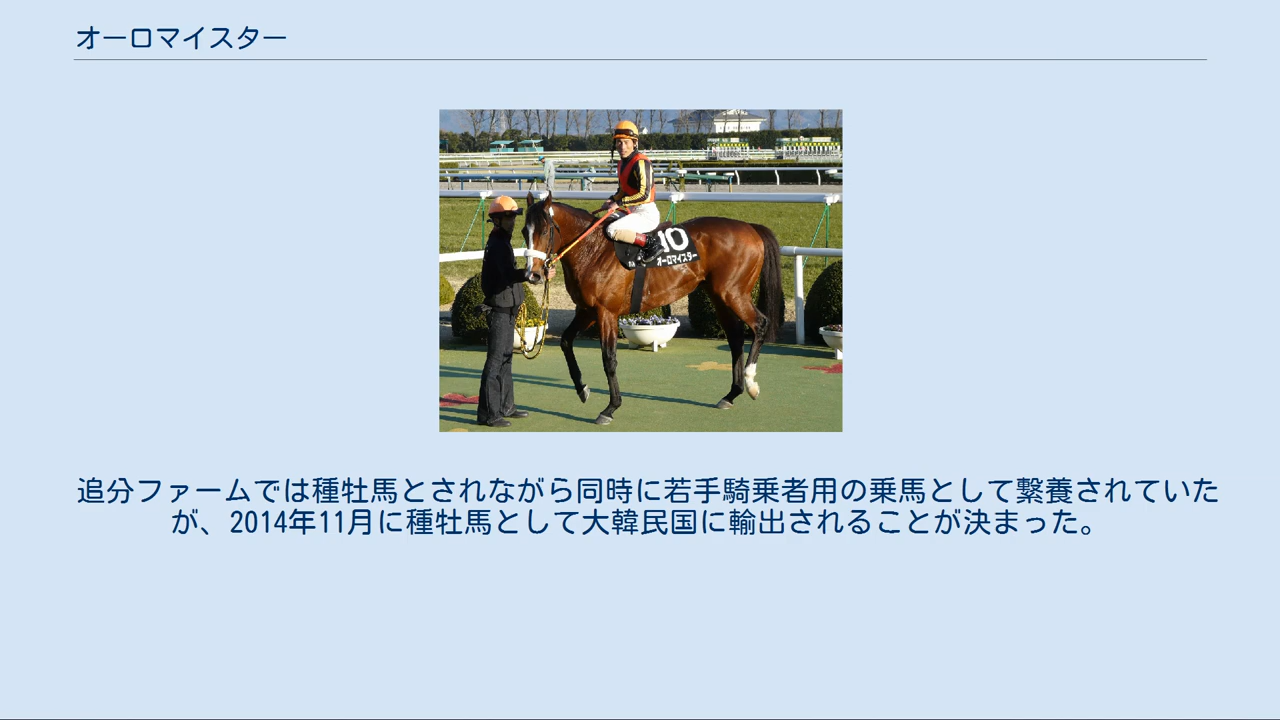 オーロマイスター
10
オーロマイスター
追分ファームでは種牡馬とされながら同時に若手騎乗者用の乗馬として繋養されていた
が、2014年11月に種牡馬として大韓民国に輸出されることが決まった。